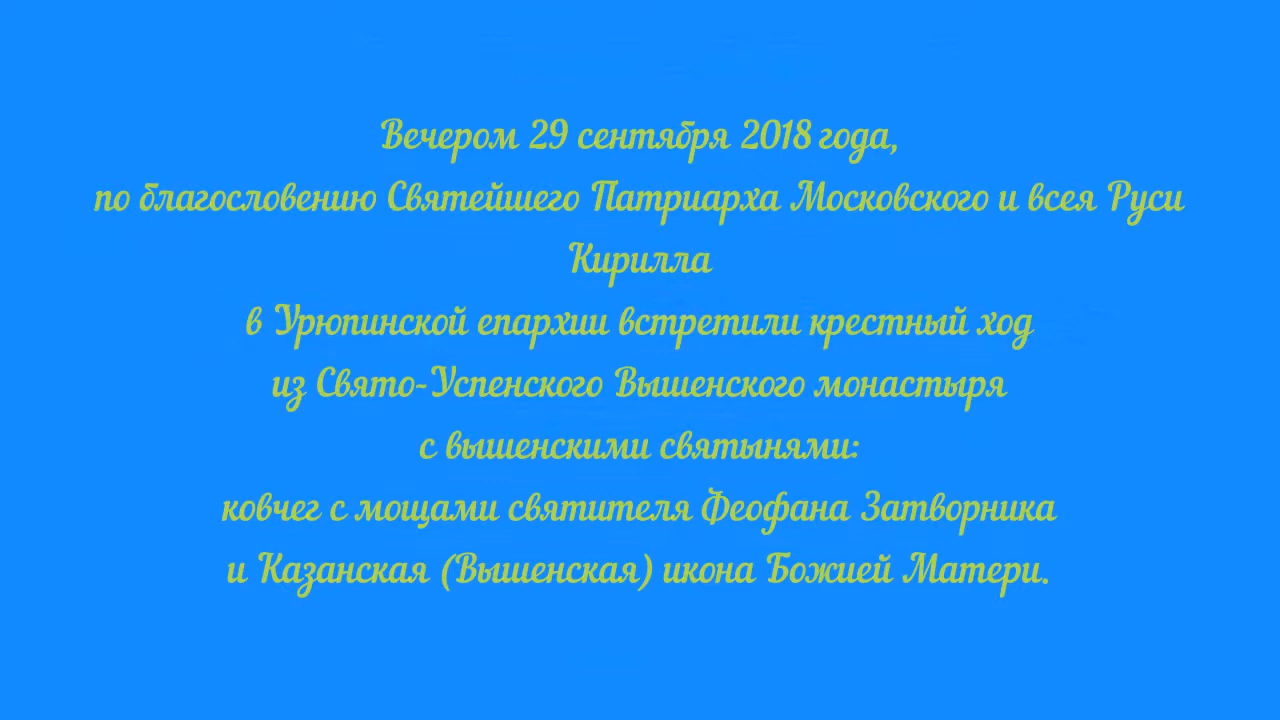 Вечером 29 сентября 2018 года,
по благословению Святейшего Патриарха Московского и всея Руси
Кирилла
в Урюпинской епархии встретили крестный ход
из Свято-Успенского Вышенского монастыря
с вышенскими святынями:
ковчег с мощами святителя Феофана Затворника
и Казанская (Вышенская) икона Божией Матери.